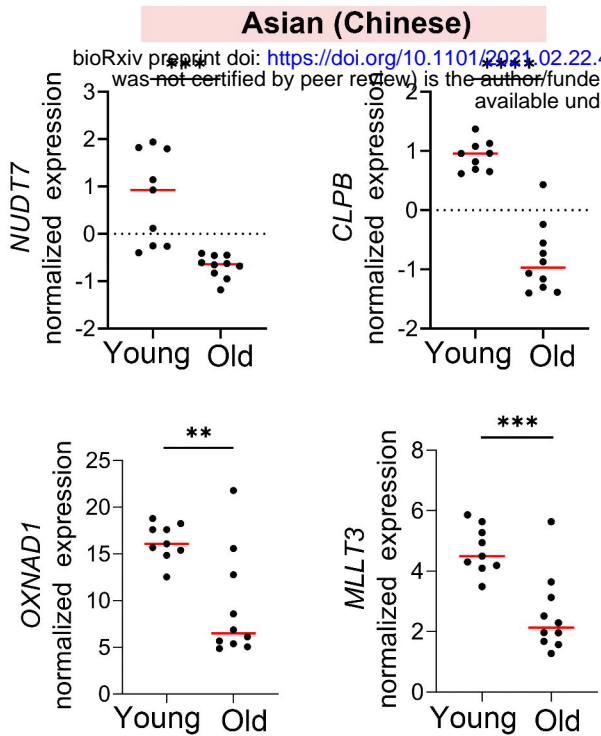 Asian (Chinese)
bioRxiv preprint doi: https://doi.org/10.1101/2021.02.22.4
was not certified by peer review) is the author/funde
available und
***
****
NUDT7
normalized expression
3
2
1
0
-1
-2
Young Old
CLPB
normalized expression
2
1
0
-1
-2
Young Old
**
OXNAD1
normalized expression
25
20
15
10
5
0
Young Old
***
MLLT3
normalized expression
8
6
4
2
0
Young Old